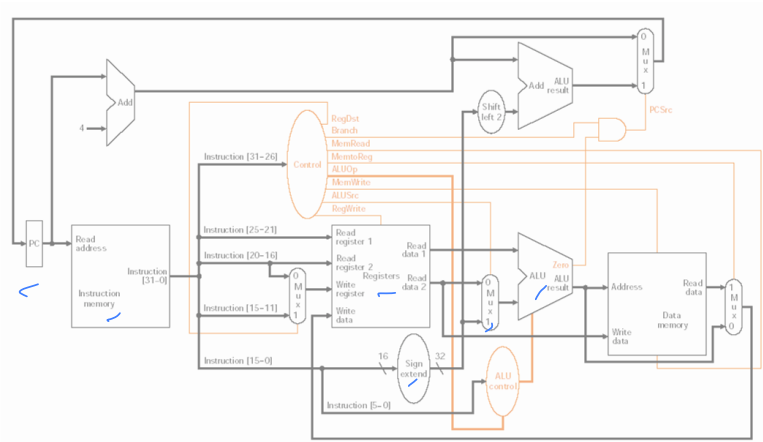 0
M
u
x
1
Add
ALU
result
Add
4
Shift
left 2
PCSrc
RegDst
Branch
MemRead
MemtoReg
ALUOp
MemWrite
ALUSrc
RegWrite
Control
Instruction [31–26]
Instruction [25–21]
Instruction [20–16]
Instruction [15–11]
Instruction [15–0]
Instruction [5–0]
PC
Read
address
Instruction
[31–0]
Instruction
memory
0
M
u
x
1
Read
register 1
Read
register 2
Write
register
Write
data
Registers
Read
data 1
Read
data 2
0
M
u
x
1
Zero
ALU
ALU
result
Address
Write
data
Read
data
Data
memory
1
M
u
x
0
16
Sign
extend
32
ALU
control